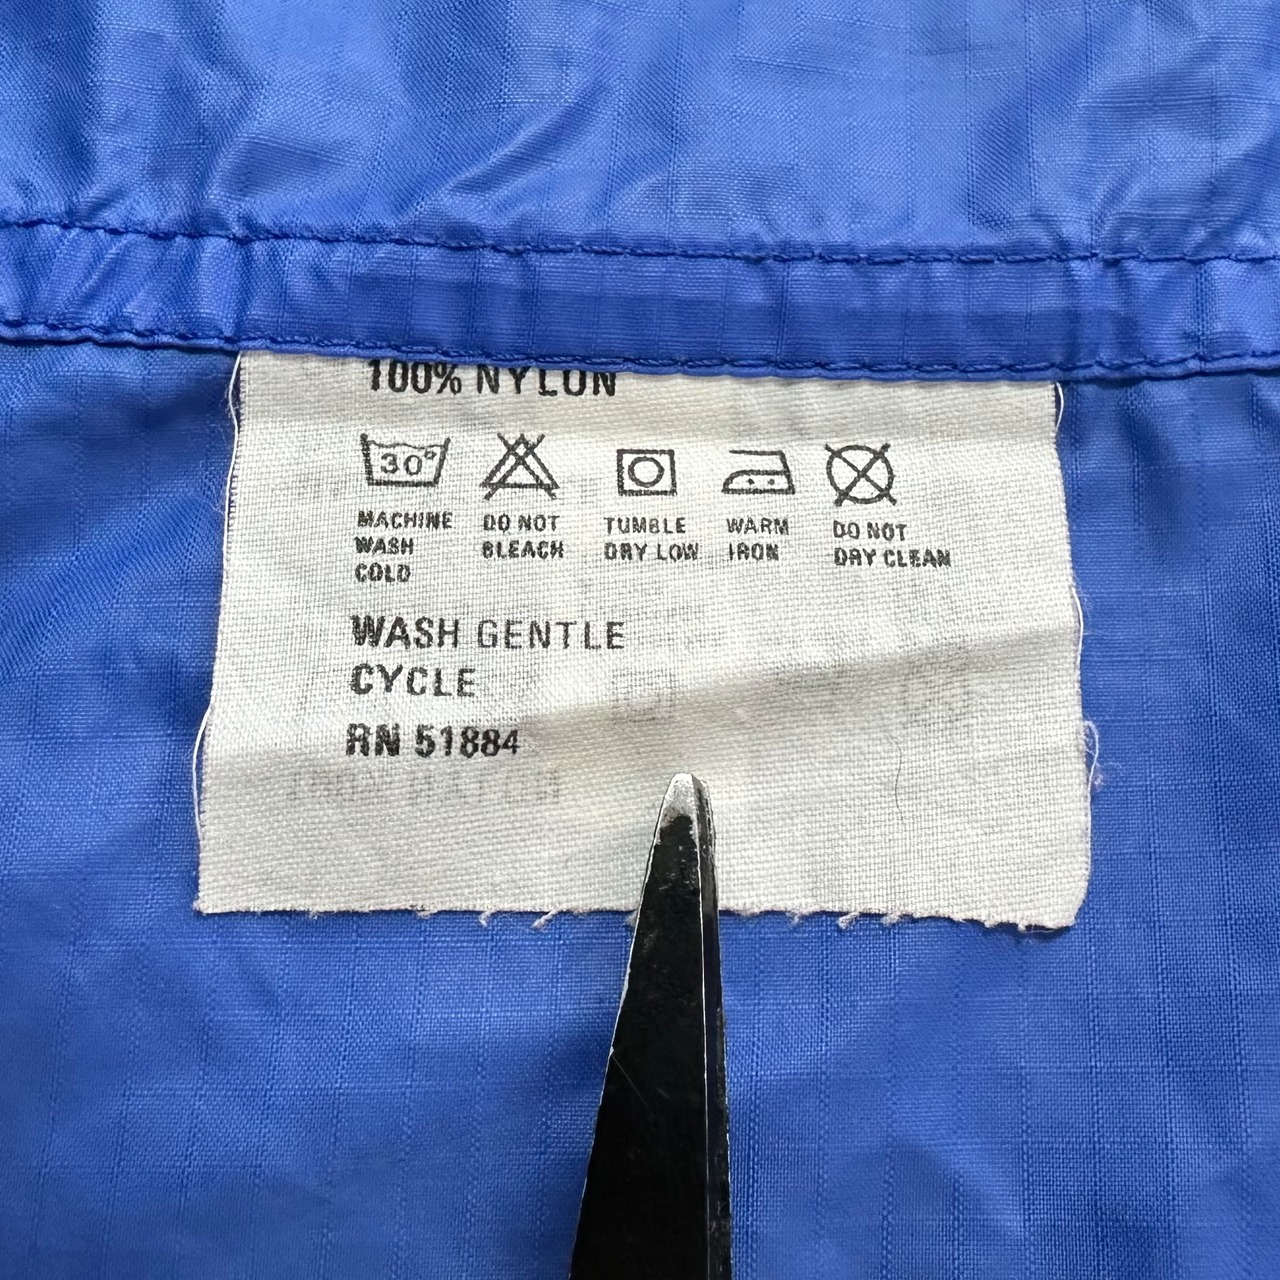 100% NYLON
30°
MACHINE WASH COLD
DO NOT BLEACH
TUMBLE DRY LOW
WARM IRON
DO NOT DRY CLEAN
WASH GENTLE
CYCLE
RN 51884